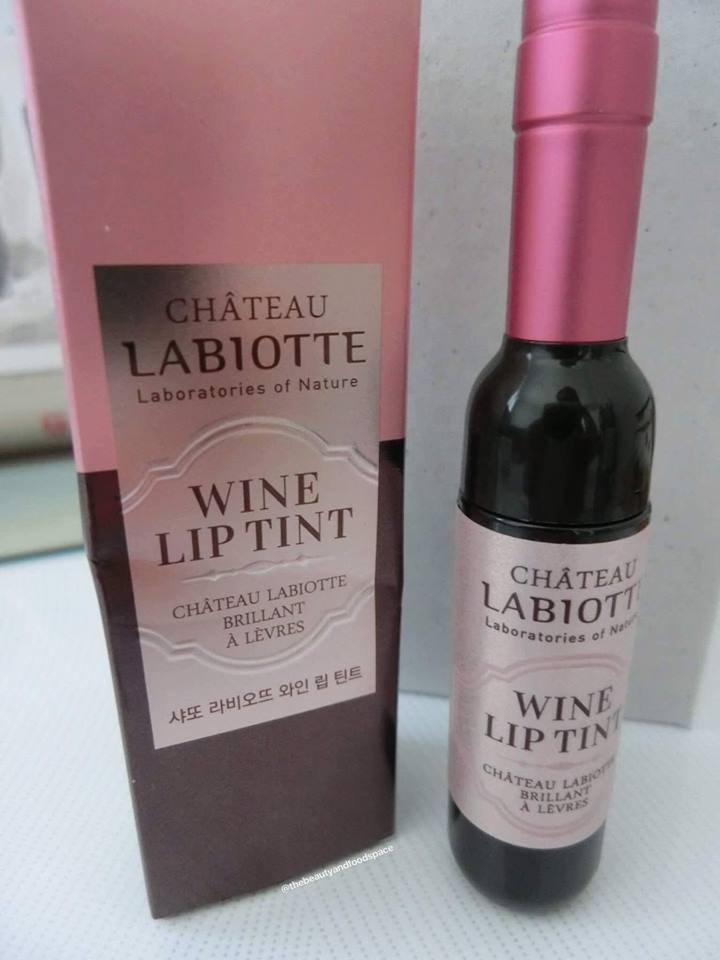 CHÂTEAU
LABIOTTE
Laboratories of Nature
WINE
LIP TINT
CHÂTEAU LABIOTTE
BRILLANT
À LÈVRES
샤또 라비오뜨 와인 립 틴트
CHÂTEAU
LABIOTT
Laboratories of Nature
WINE
LIP TINT
CHÂTEAU LABIOTTE
BRILLANT
À LÈVRES
@thebeautyandfoodspace